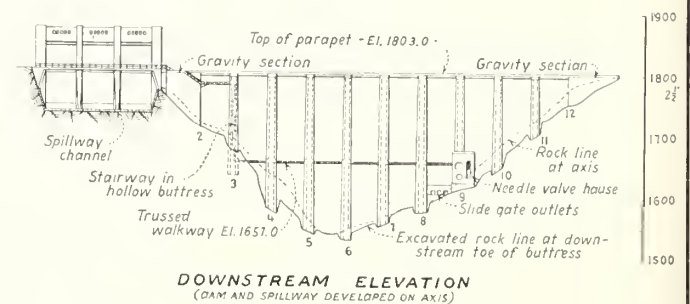 Top of parapet - El. 1803.0
Gravity section
Gravity section
Spillway
channel
Stairway in
hollow buttress
Trussed
walkway El. 1651.0
2
3
4
5
6
7
8
9
10
11
12
Rock line
at axis
Needle valve hause
Slide gate outlets
Excavated rock line at down-
stream toe of buttress
1900
1800
1700
1600
1500
DOWNSTREAM ELEVATION
(DAM AND SPILLWAY DEVELOPED ON AXIS)